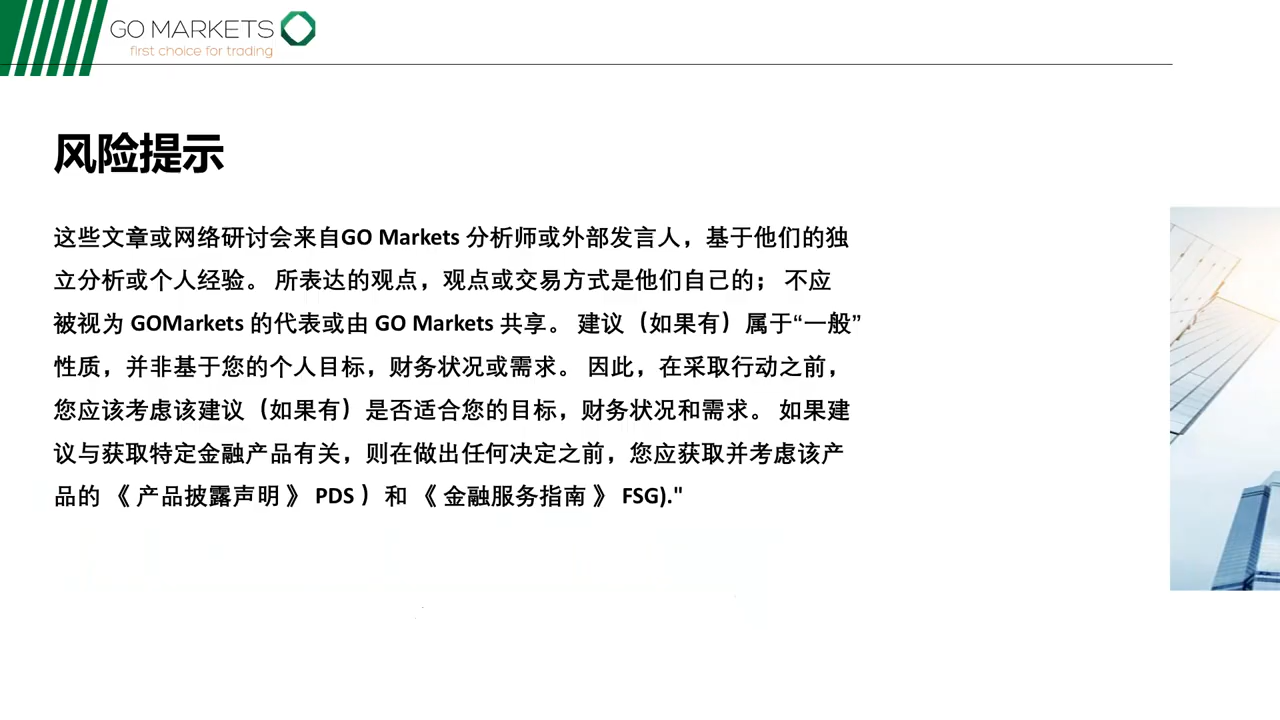 GO MARKETS
first choice for trading
风险提示
这些文章或网络研讨会来自GO Markets 分析师或外部发言人，基于他们的独
立分析或个人经验。 所表达的观点，观点或交易方式是他们自己的； 不应
被视为 GOMarkets 的代表或由 GO Markets 共享。 建议（如果有）属于“一般”
性质，并非基于您的个人目标，财务状况或需求。 因此，在采取行动之前，
您应该考虑该建议（如果有）是否适合您的目标，财务状况和需求。 如果建
议与获取特定金融产品有关，则在做出任何决定之前，您应获取并考虑该产
品的 《 产品披露声明 》 PDS ）和 《 金融服务指南 》 FSG)."